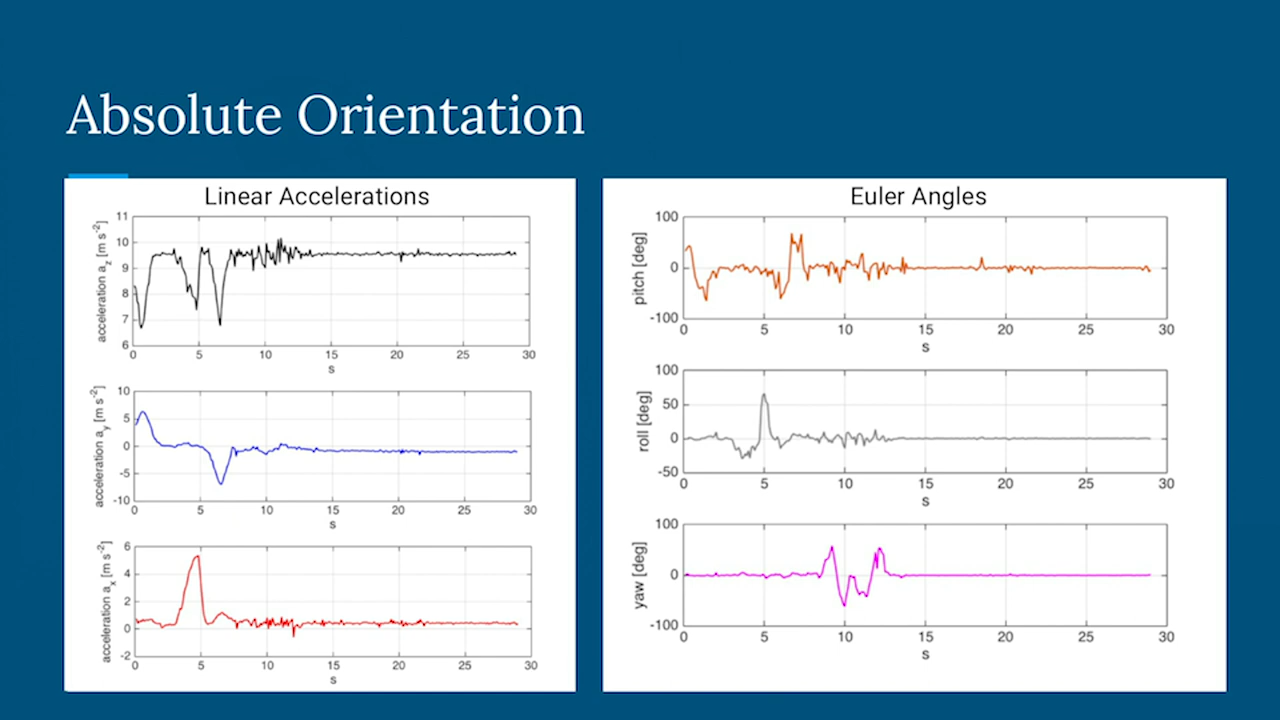 Absolute Orientation
Linear Accelerations
11
10
9
8
7
6
acceleration a_z [m s^-2]
0 5 10 15 20 25 30
s
10
5
0
-5
-10
acceleration a_y [m s^-2]
0 5 10 15 20 25 30
s
6
4
2
0
-2
acceleration a_x [m s^-2]
0 5 10 15 20 25 30
s
Euler Angles
100
0
-100
pitch [deg]
0 5 10 15 20 25 30
s
100
50
0
-50
roll [deg]
0 5 10 15 20 25 30
s
100
0
-100
yaw [deg]
0 5 10 15 20 25 30
s